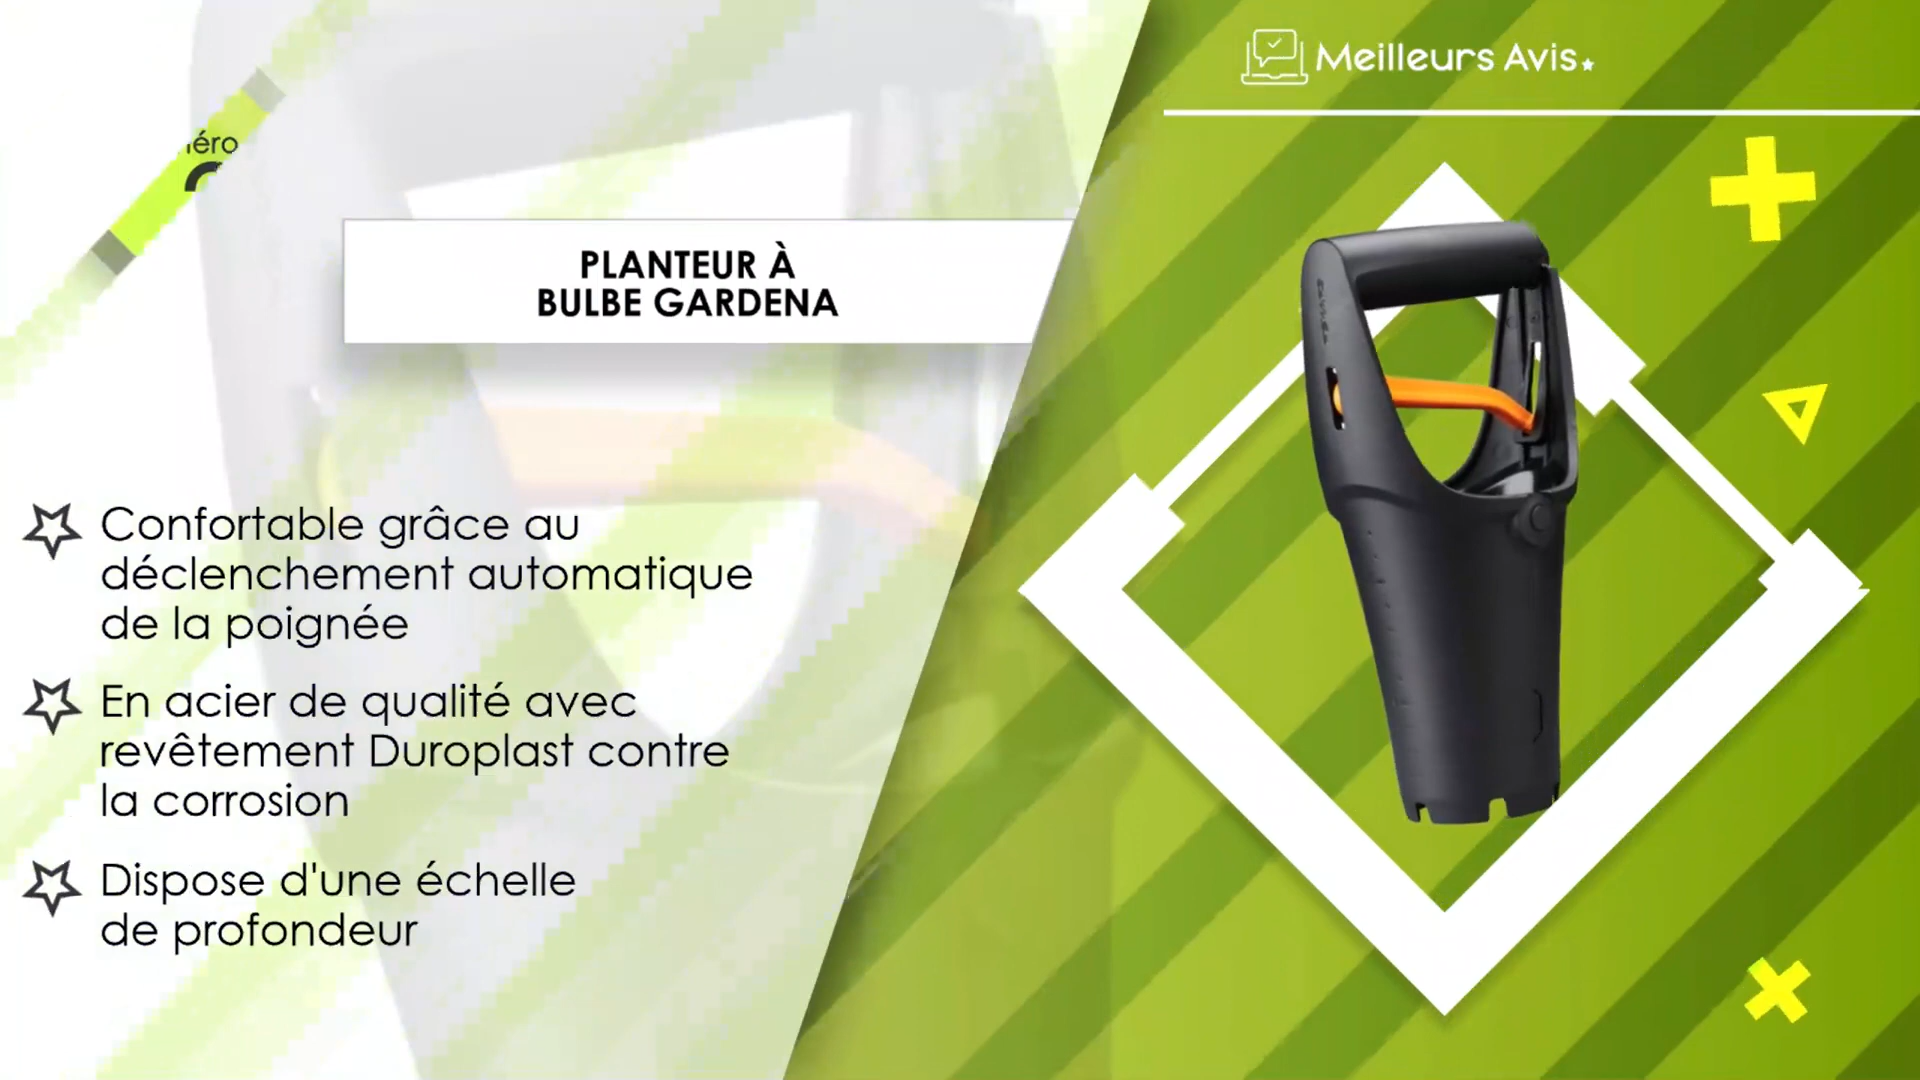 Meilleurs Avis
PLANTEUR À
BULBE GARDENA
Confortable grâce au
déclenchement automatique
de la poignée
En acier de qualité avec
revêtement Duroplast contre
la corrosion
Dispose d'une échelle
de profondeur